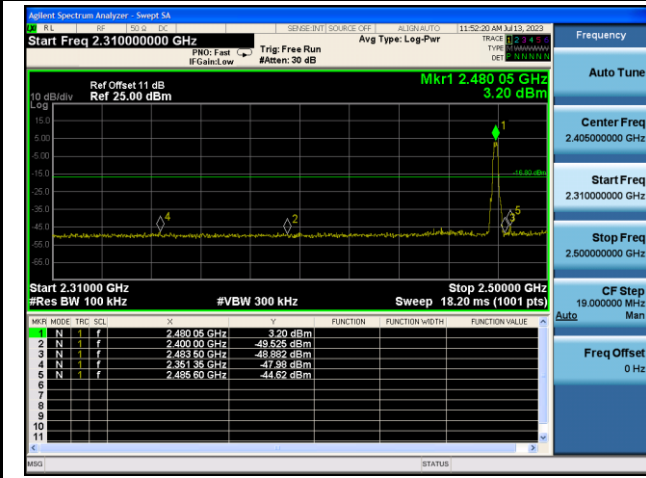 Agilent Spectrum Analyzer - Swept SA
RL RF 50 Ω DC SENSE:INT SOURCE OFF ALIGN AUTO 11:52:20 AM Jul 13, 2023
Start Freq 2.310000000 GHz
PNO: Fast
IFGain:Low
Trig: Free Run
#Atten: 30 dB
Avg Type: Log-Pwr
TRACE 1 2 3 4 5 6
TYPE M
DET P N N N N N
Ref Offset 11 dB
Ref 25.00 dBm
10 dB/div
Log
Mkr1 2.480 05 GHz
3.20 dBm
15.0
5.00
-5.00
-15.0
-25.0
-35.0
-45.0
-55.0
-65.0
1
2
3
4
5
Start 2.31000 GHz Stop 2.50000 GHz
#Res BW 100 kHz #VBW 300 kHz Sweep 18.20 ms (1001 pts)
MKR MODE TRC SCL X Y FUNCTION FUNCTION WIDTH FUNCTION VALUE
1 N 1 f 2.480 05 GHz 3.20 dBm
2 N 1 f 2.400 00 GHz -49.525 dBm
3 N 1 f 2.483 50 GHz -48.882 dBm
4 N 1 f 2.351 35 GHz -47.98 dBm
5 N 1 f 2.485 60 GHz -44.62 dBm
6
7
8
9
10
11
MSG STATUS
Frequency
Auto Tune
Center Freq
2.405000000 GHz
Start Freq
2.310000000 GHz
Stop Freq
2.500000000 GHz
CF Step
19.000000 MHz
Auto Man
Freq Offset
0 Hz